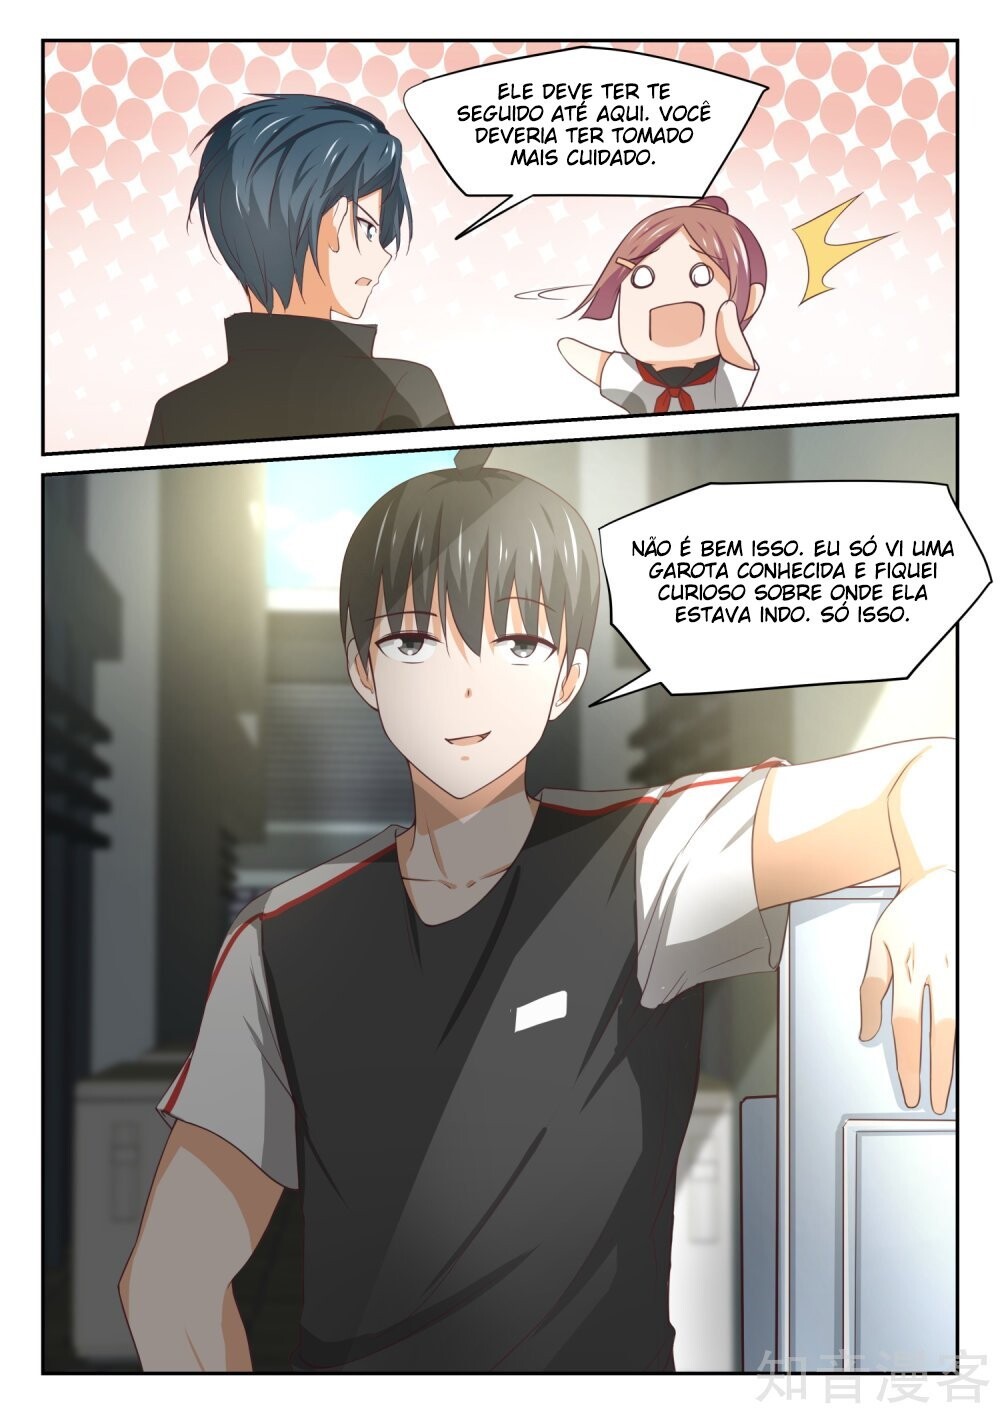 ELE DEVE TER TE
SEGUIDO ATÉ AQUI. VOCÊ
DEVERIA TER TOMADO
MAIS CUIDADO.
NÃO É BEM ISSO. EU SÓ VI UMA
GAROTA CONHECIDA E FIQUEI
CURIOSO SOBRE ONDE ELA
ESTAVA INDO. SÓ ISSO.
知音漫客